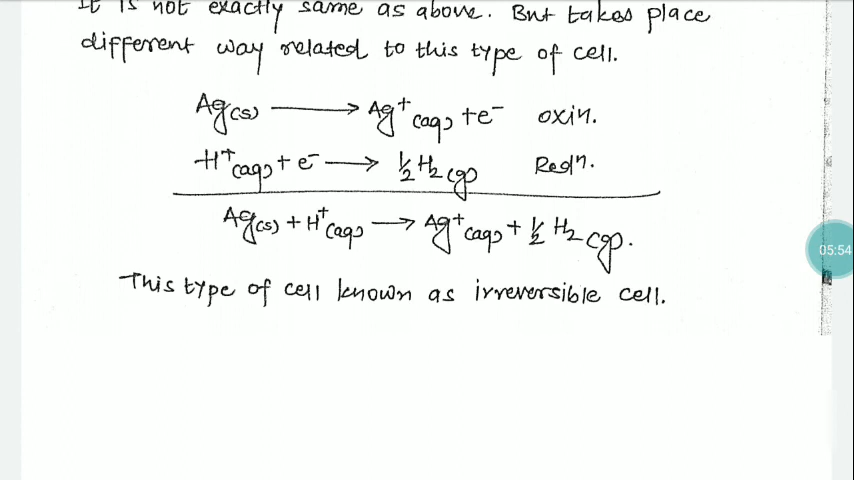 It is not exactly same as above. But takes place
different way related to this type of cell.
Ag(s) ⟶ Ag⁺(aq) + e⁻ oxin.
H⁺(aq) + e⁻ ⟶ ½ H₂(g) Redⁿ.
Ag(s) + H⁺(aq) ⟶ Ag⁺(aq) + ½ H₂(g).
05:54
This type of cell known as irreversible cell.